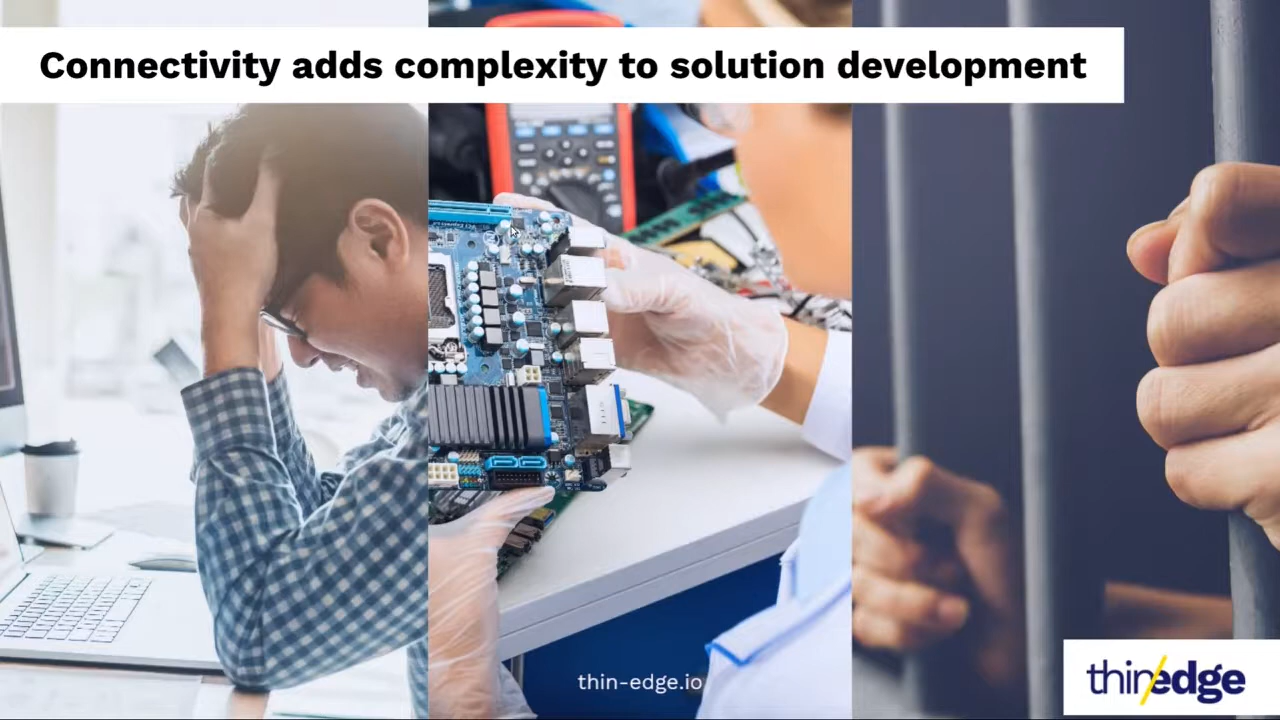 Connectivity adds complexity to solution development
thin-edge.io
thin/edge